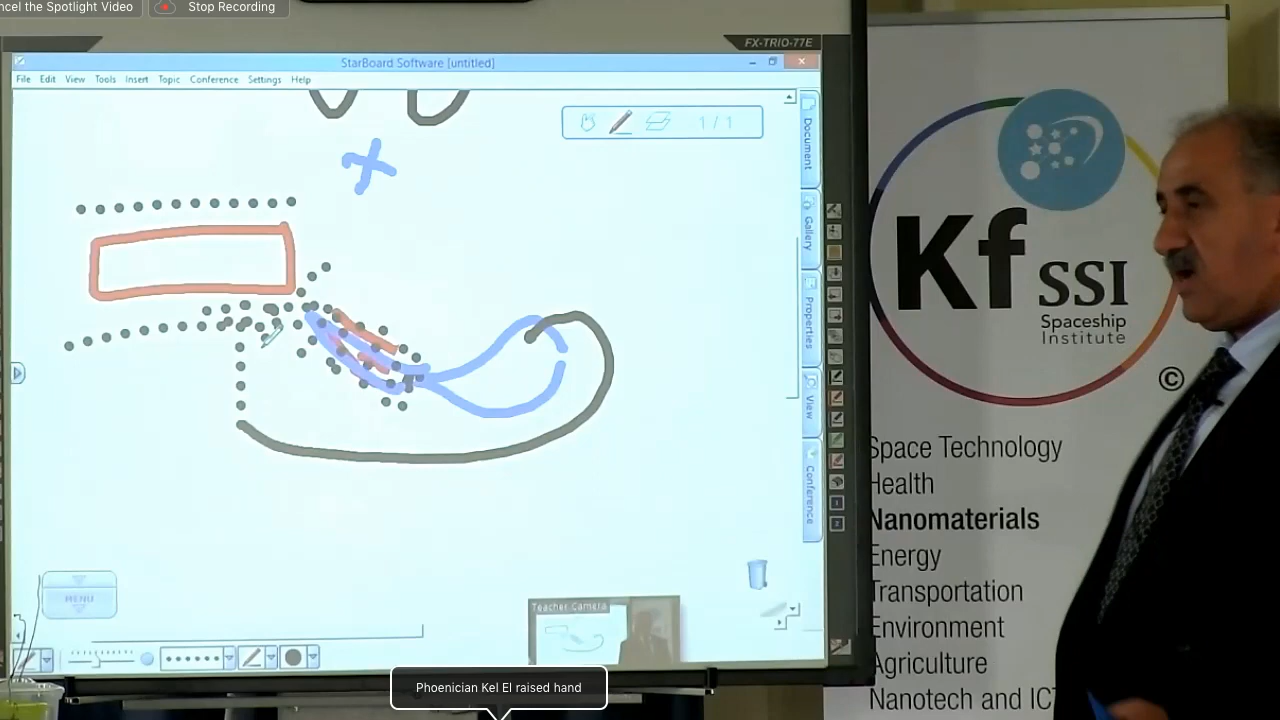 ncel the Spotlight Video
Stop Recording
FX-TRIO-77E
StarBoard Software [untitled]
File Edit View Tools Insert Topic Conference Settings Help
1 / 1
Document
Gallery
Properties
View
Conference
MENU
Teacher Camera
Phoenician Kel El raised hand
Kf SSI
Spaceship
Institute
©
Space Technology
Health
Nanomaterials
Energy
Transportation
Environment
Agriculture
Nanotech and IC